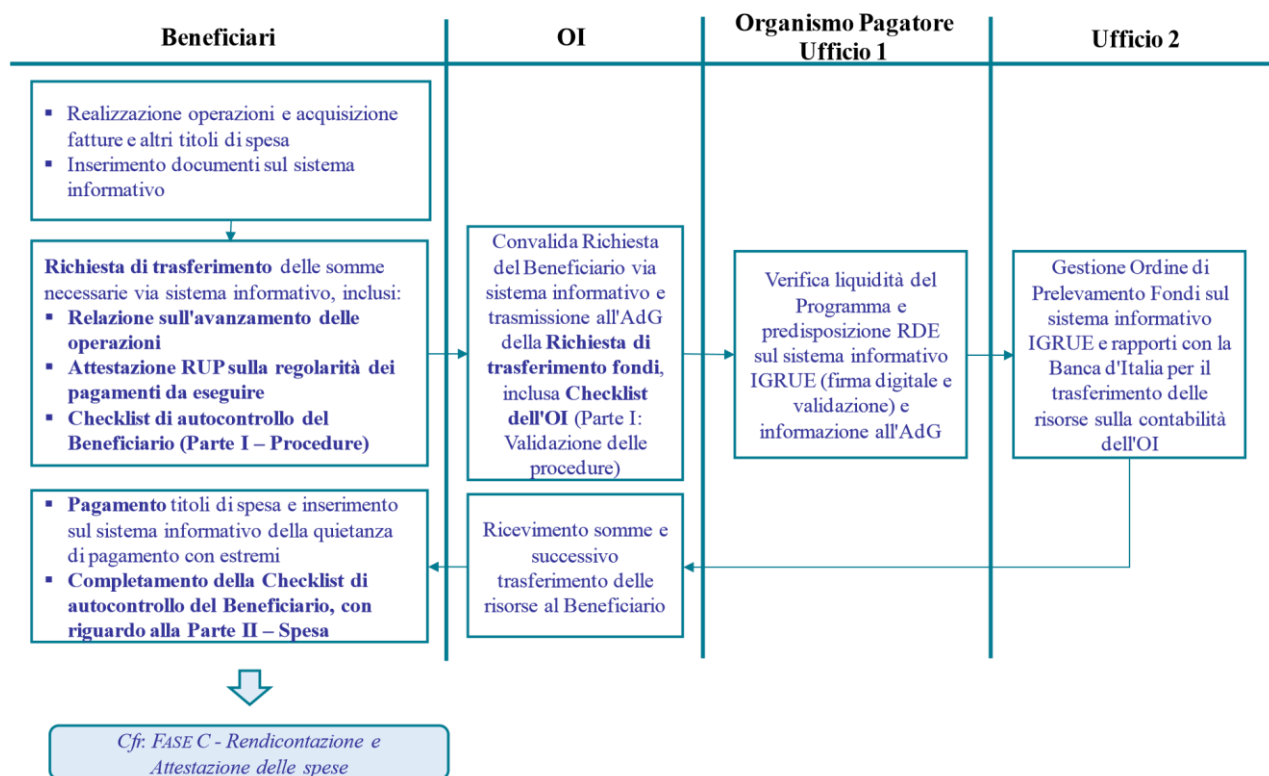 Beneficiari
OI
Organismo Pagatore
Ufficio 1
Ufficio 2
▪ Realizzazione operazioni e acquisizione
fatture e altri titoli di spesa
▪ Inserimento documenti sul sistema
informativo
Richiesta di trasferimento delle somme
necessarie via sistema informativo, inclusi:
▪ Relazione sull'avanzamento delle
operazioni
▪ Attestazione RUP sulla regolarità dei
pagamenti da eseguire
▪ Checklist di autocontrollo del
Beneficiario (Parte I – Procedure)
Convalida Richiesta
del Beneficiario via
sistema informativo e
trasmissione all'AdG
della Richiesta di
trasferimento fondi,
inclusa Checklist
dell'OI (Parte I:
Validazione delle
procedure)
Verifica liquidità del
Programma e
predisposizione RDE
sul sistema informativo
IGRUE (firma digitale e
validazione) e
informazione all'AdG
Gestione Ordine di
Prelevamento Fondi sul
sistema informativo
IGRUE e rapporti con la
Banca d'Italia per il
trasferimento delle
risorse sulla contabilità
dell'OI
▪ Pagamento titoli di spesa e inserimento
sul sistema informativo della quietanza
di pagamento con estremi
▪ Completamento della Checklist di
autocontrollo del Beneficiario, con
riguardo alla Parte II – Spesa
Ricevimento somme e
successivo
trasferimento delle
risorse al Beneficiario
Cfr. FASE C - Rendicontazione e
Attestazione delle spese